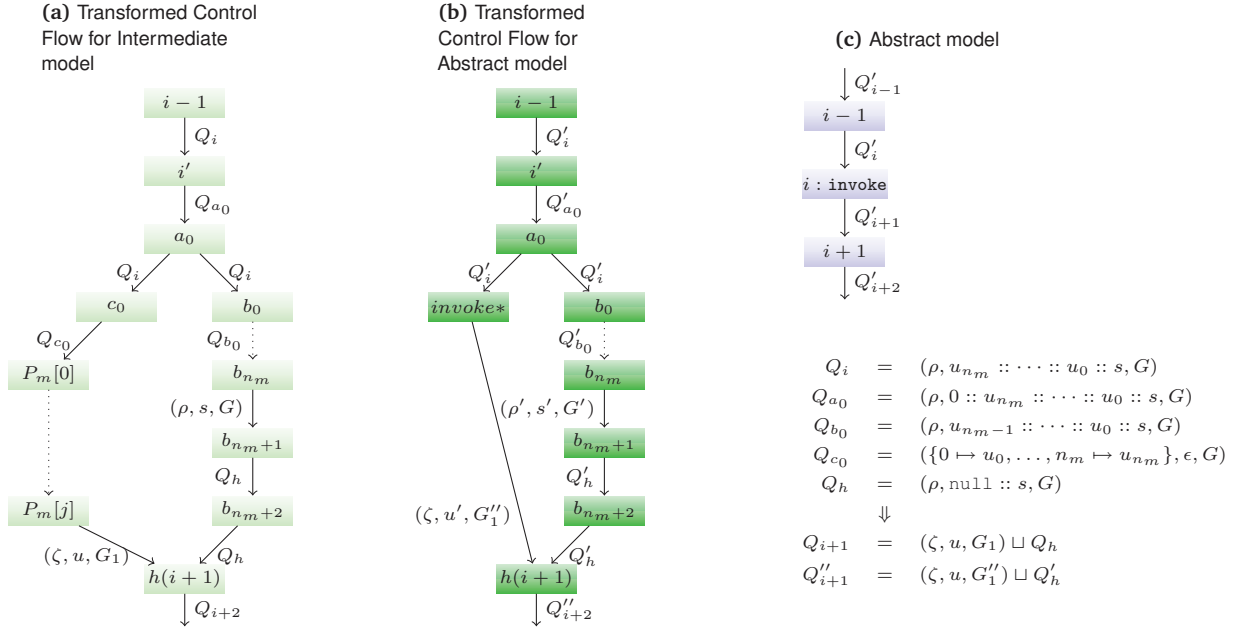 (a) Transformed Control
Flow for Intermediate
model
i − 1
Q_i
i′
Q_{a_0}
a_0
Q_i
Q_i
c_0
b_0
Q_{c_0}
Q_{b_0}
P_m[0]
b_{n_m}
(ρ, s, G)
b_{n_m+1}
Q_h
P_m[j]
b_{n_m+2}
(ζ, u, G_1)
Q_h
h(i + 1)
Q_{i+2}
(b) Transformed
Control Flow for
Abstract model
i − 1
Q′_i
i′
Q′_{a_0}
a_0
Q′_i
Q′_i
invoke∗
b_0
Q′_{b_0}
b_{n_m}
(ρ′, s′, G′)
b_{n_m+1}
Q′_h
(ζ, u′, G″_1)
b_{n_m+2}
Q′_h
h(i + 1)
Q″_{i+2}
(c) Abstract model
Q′_{i−1}
i − 1
Q′_i
i : invoke
Q′_{i+1}
i + 1
Q′_{i+2}
Q_i = (ρ, u_{n_m} :: · · · :: u_0 :: s, G)
Q_{a_0} = (ρ, 0 :: u_{n_m} :: · · · :: u_0 :: s, G)
Q_{b_0} = (ρ, u_{n_m−1} :: · · · :: u_0 :: s, G)
Q_{c_0} = ({0 ↦ u_0, . . . , n_m ↦ u_{n_m}}, ϵ, G)
Q_h = (ρ, null :: s, G)
⇓
Q_{i+1} = (ζ, u, G_1) ⊔ Q_h
Q″_{i+1} = (ζ, u, G″_1) ⊔ Q′_h